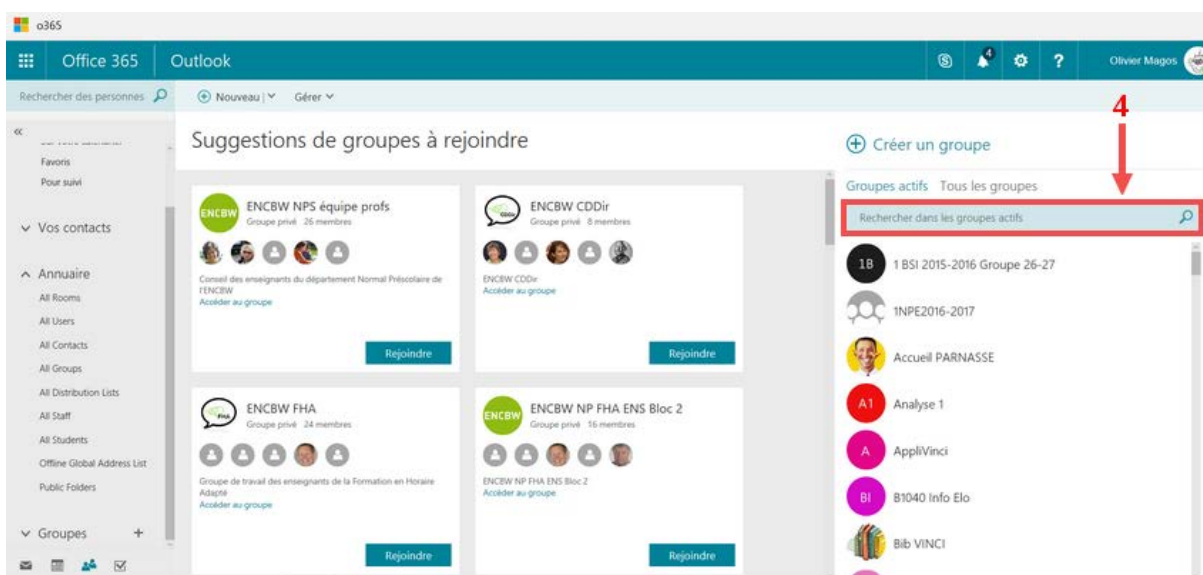 o365
Office 365
Outlook
4
?
Olivier Magos
Rechercher des personnes
Nouveau
Gérer
4
«
Favoris
Pour suivi
Vos contacts
Annuaire
All Rooms
All Users
All Contacts
All Groups
All Distribution Lists
All Staff
All Students
Offline Global Address List
Public Folders
Groupes +
Suggestions de groupes à rejoindre
ENCBW
ENCBW NPS équipe profs
Groupe privé 26 membres
Conseil des enseignants du département Normal Préscolaire de
l'ENCBW
Accéder au groupe
Rejoindre
CDDir
ENCBW CDDir
Groupe privé 8 membres
ENCBW CDDir
Accéder au groupe
Rejoindre
FHA
ENCBW FHA
Groupe privé 24 membres
Groupe de travail des enseignants de la Formation en Horaire
Adapté
Accéder au groupe
Rejoindre
ENCBW
ENCBW NP FHA ENS Bloc 2
Groupe privé 16 membres
ENCBW NP FHA ENS Bloc 2
Accéder au groupe
Rejoindre
Créer un groupe
Groupes actifs Tous les groupes
Rechercher dans les groupes actifs
1B 1 BSI 2015-2016 Groupe 26-27
1NPE2016-2017
Accueil PARNASSE
A1 Analyse 1
A AppliVinci
BI B1040 Info Elo
Bib VINCI